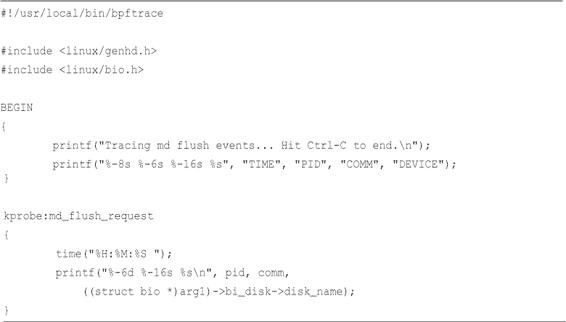 #!/usr/local/bin/bpftrace
#include <linux/genhd.h>
#include <linux/bio.h>
BEGIN
{
printf("Tracing md flush events... Hit Ctrl-C to end.\n");
printf("%-8s %-6s %-16s %s", "TIME", "PID", "COMM", "DEVICE");
}
kprobe:md_flush_request
{
time("%H:%M:%S ");
printf("%-6d %-16s %s\n", pid, comm,
((struct bio *)arg1)->bi_disk->disk_name);
}